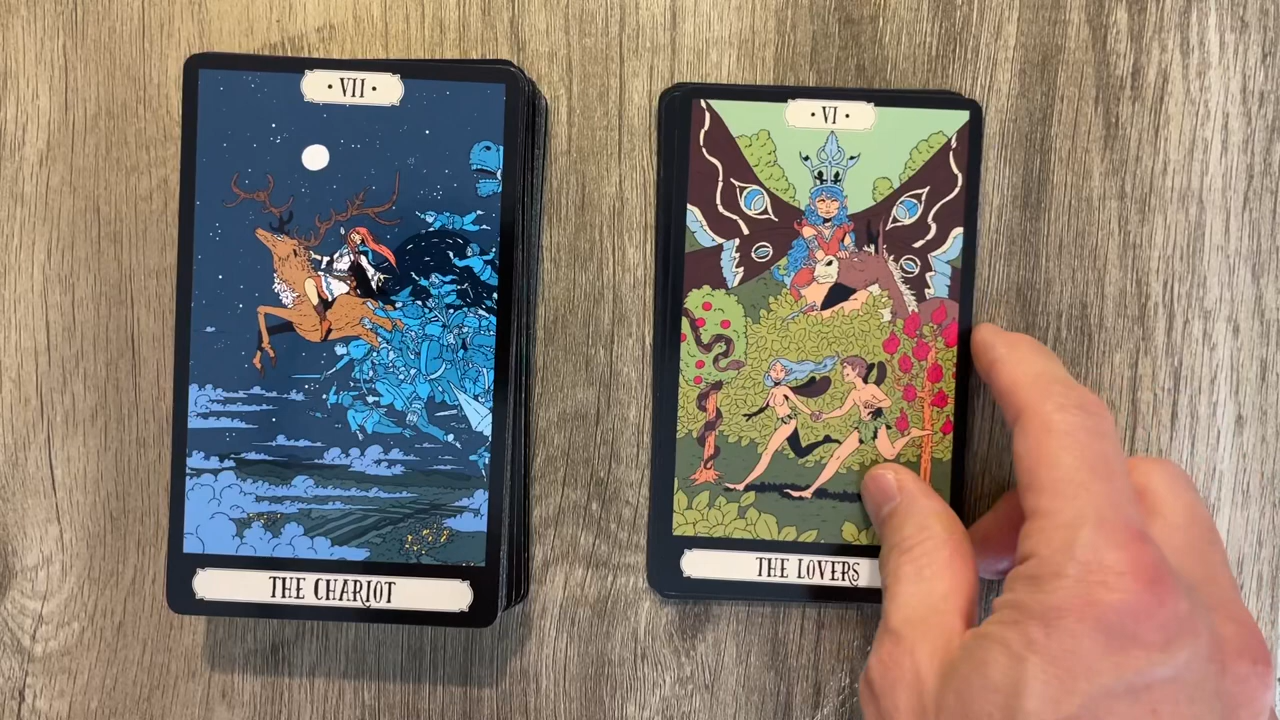 • VII •
THE CHARIOT
• VI •
THE LOVERS